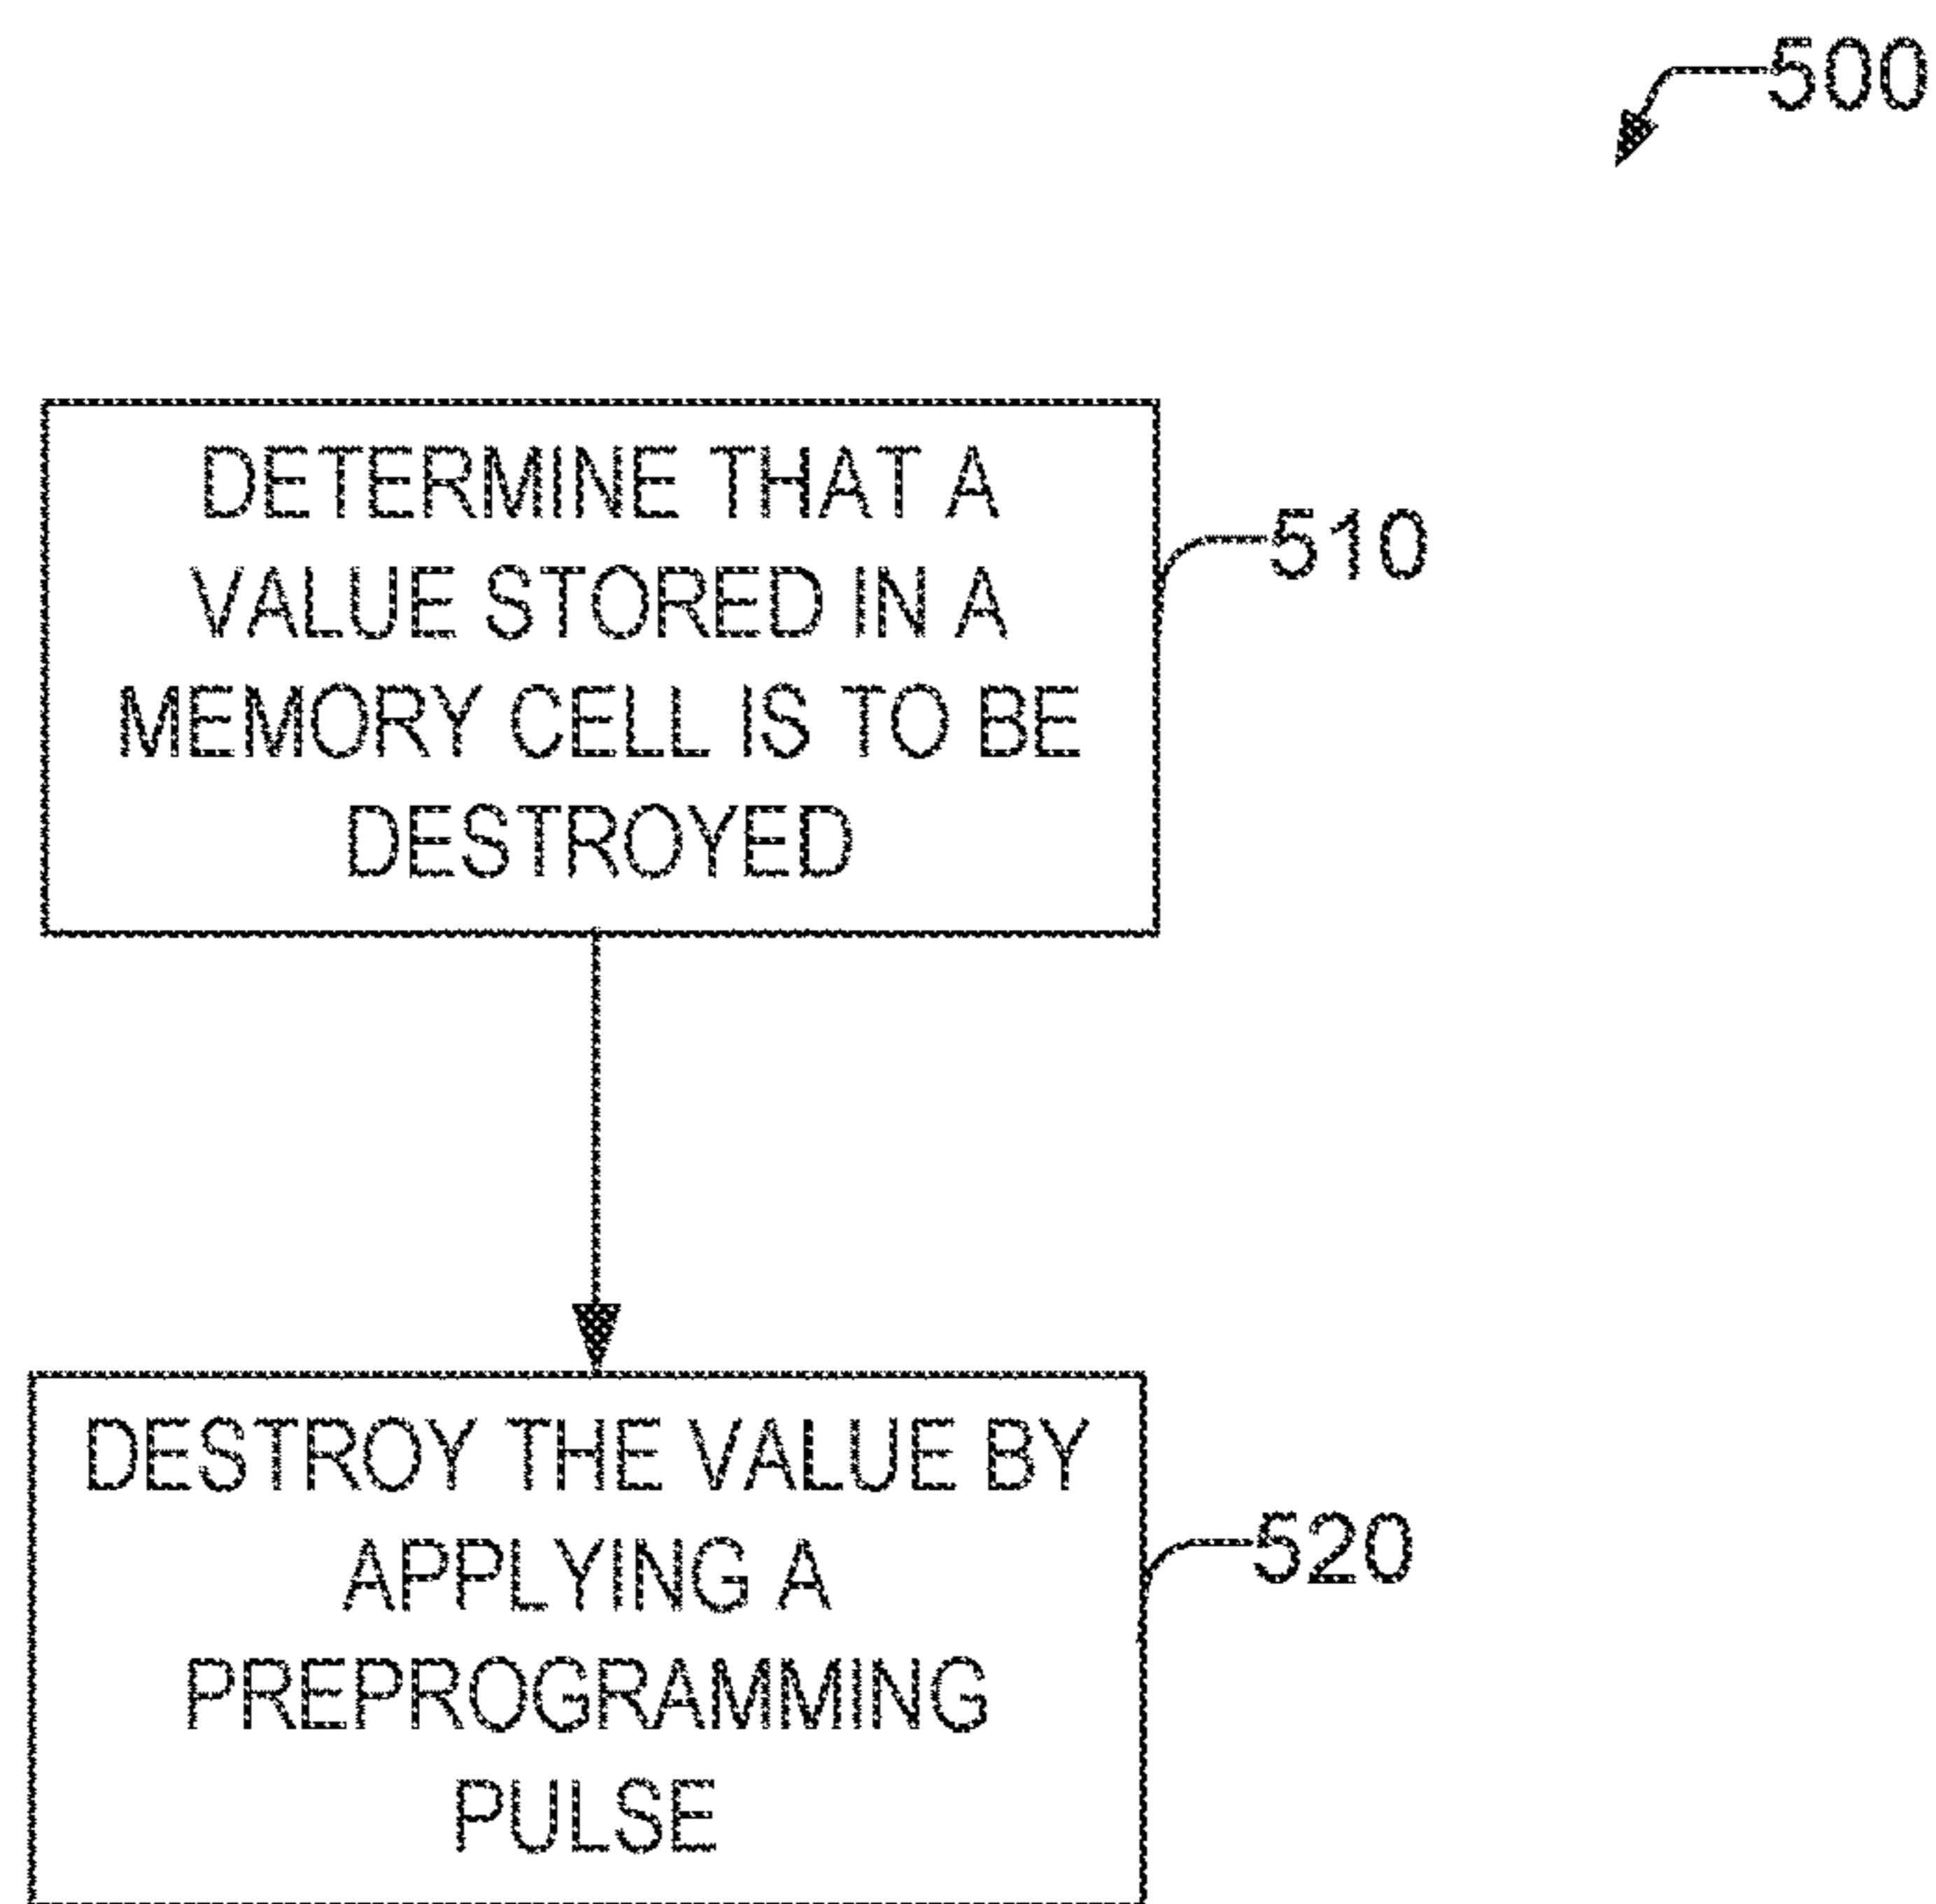 500
DETERMINE THAT A
VALUE STORED IN A
MEMORY CELL IS TO BE
DESTROYED
510
DESTROY THE VALUE BY
APPLYING A
PREPROGRAMMING
PULSE
520